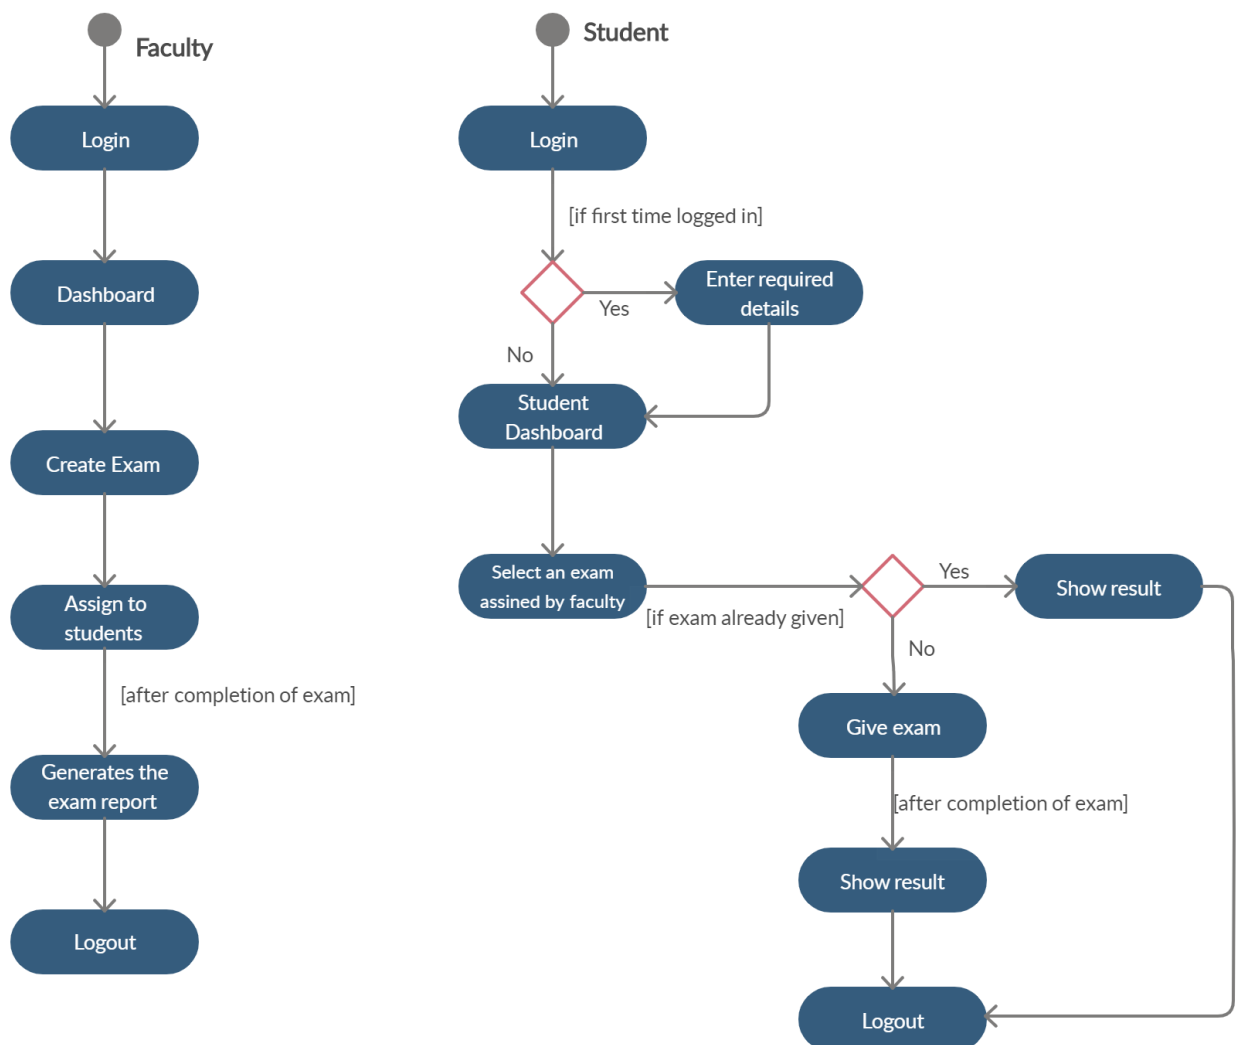 Faculty
Login
Dashboard
Create Exam
Assign to
students
[after completion of exam]
Generates the
exam report
Logout
Student
Login
[if first time logged in]
Yes
Enter required
details
No
Student
Dashboard
Select an exam
assined by faculty
[if exam already given]
Yes
Show result
No
Give exam
[after completion of exam]
Show result
Logout